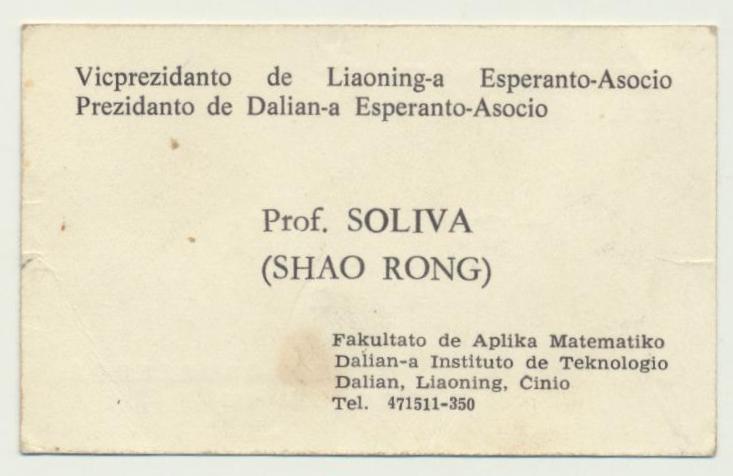 Vicprezidanto de Liaoning-a Esperanto-Asocio
Prezidanto de Dalian-a Esperanto-Asocio
Prof. SOLIVA
(SHAO RONG)
Fakultato de Aplika Matematiko
Dalian-a Instituto de Teknologio
Dalian, Liaoning, Cinio
Tel. 471511-350